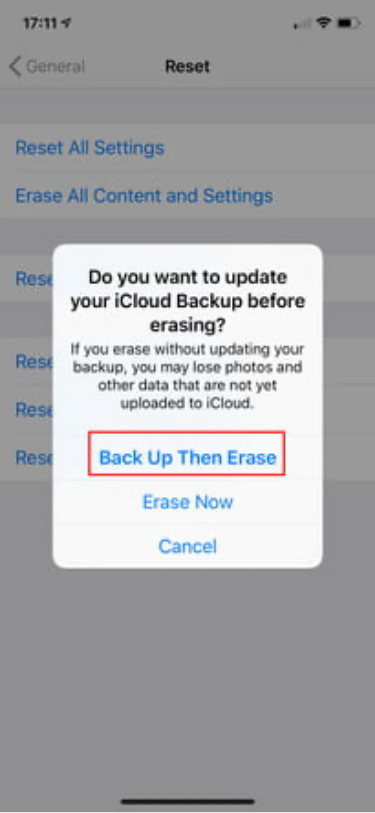 17:11
General
Reset
Reset All Settings
Erase All Content and Settings
Rese
Do you want to update
your iCloud Backup before
erasing?
If you erase without updating your
backup, you may lose photos and
other data that are not yet
uploaded to iCloud.
Rese
Rese
Rese
Back Up Then Erase
Erase Now
Cancel